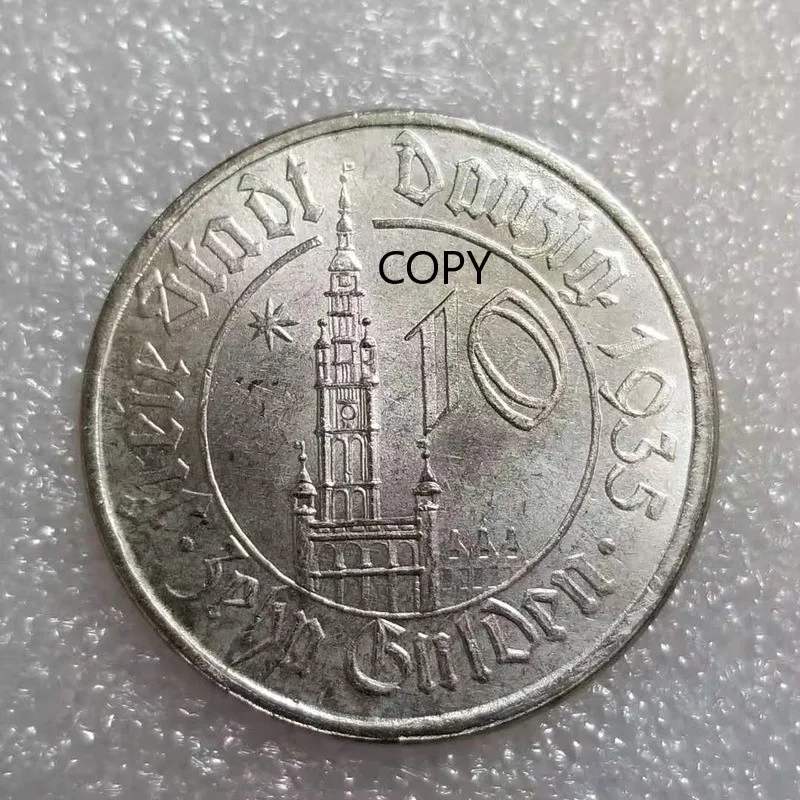 Freie Stadt Danzig 1935
COPY
10
· Zehn Gulden ·